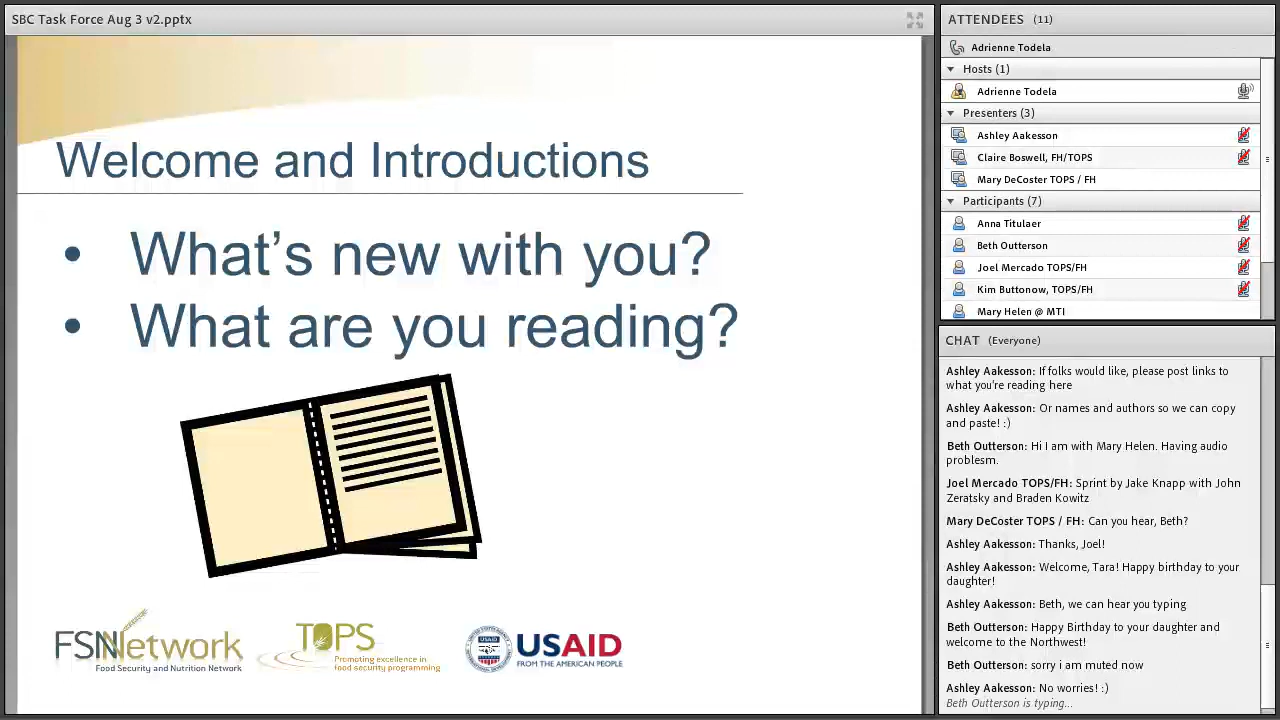 SBC Task Force Aug 3 v2.pptx
Welcome and Introductions
• What's new with you?
• What are you reading?
FSNNetwork
Food Security and Nutrition Network
TOPS
Promoting excellence in
food security programming
USAID
FROM THE AMERICAN PEOPLE
ATTENDEES (11)
Adrienne Todela
Hosts (1)
Adrienne Todela
Presenters (3)
Ashley Aakesson
Claire Boswell, FH/TOPS
Mary DeCoster TOPS / FH
Participants (7)
Anna Titulaer
Beth Outterson
Joel Mercado TOPS/FH
Kim Buttonow, TOPS/FH
Mary Helen @ MTI
CHAT (Everyone)
Ashley Aakesson: If folks would like, please post links to
what you're reading here
Ashley Aakesson: Or names and authors so we can copy
and paste! :)
Beth Outterson: Hi I am with Mary Helen. Having audio
problesm.
Joel Mercado TOPS/FH: Sprint by Jake Knapp with John
Zeratsky and Braden Kowitz
Mary DeCoster TOPS / FH: Can you hear, Beth?
Ashley Aakesson: Thanks, Joel!
Ashley Aakesson: Welcome, Tara! Happy birthday to your
daughter!
Ashley Aakesson: Beth, we can hear you typing
Beth Outterson: Happy Birthday to your daughter and
welcome to the Northwest!
Beth Outterson: sorry i am muted now
Ashley Aakesson: No worries! :)
Beth Outterson is typing...